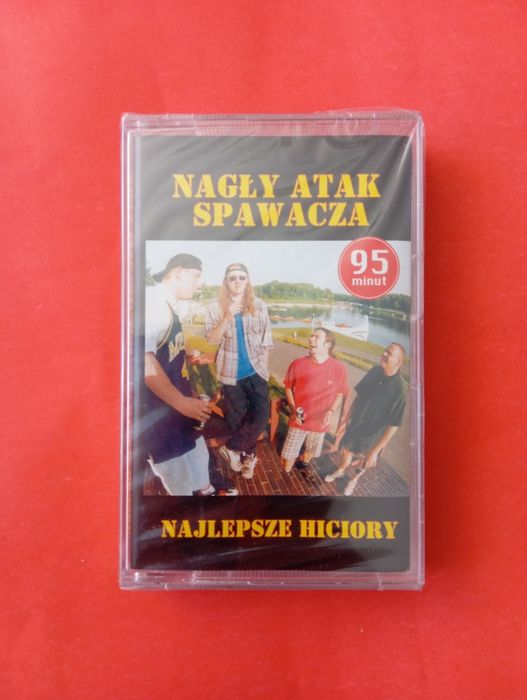 NAGŁY ATAK
SPAWACZA
95
minut
NAJLEPSZE HICIORY